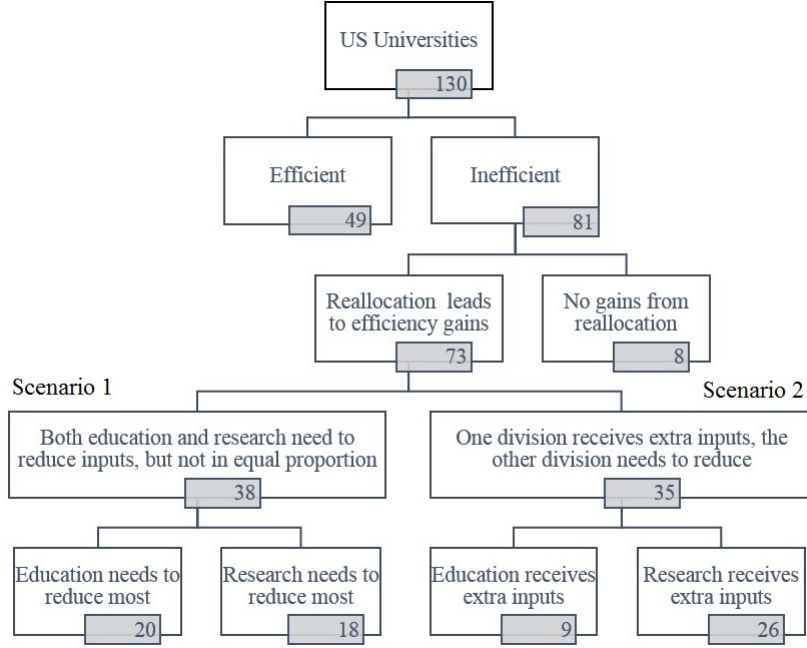 US Universities
130
Efficient
49
Inefficient
81
Reallocation leads
to efficiency gains
73
No gains from
reallocation
8
Scenario 1
Scenario 2
Both education and research need to
reduce inputs, but not in equal proportion
38
One division receives extra inputs, the
other division needs to reduce
35
Education needs to
reduce most
20
Research needs to
reduce most
18
Education receives
extra inputs
9
Research receives
extra inputs
26